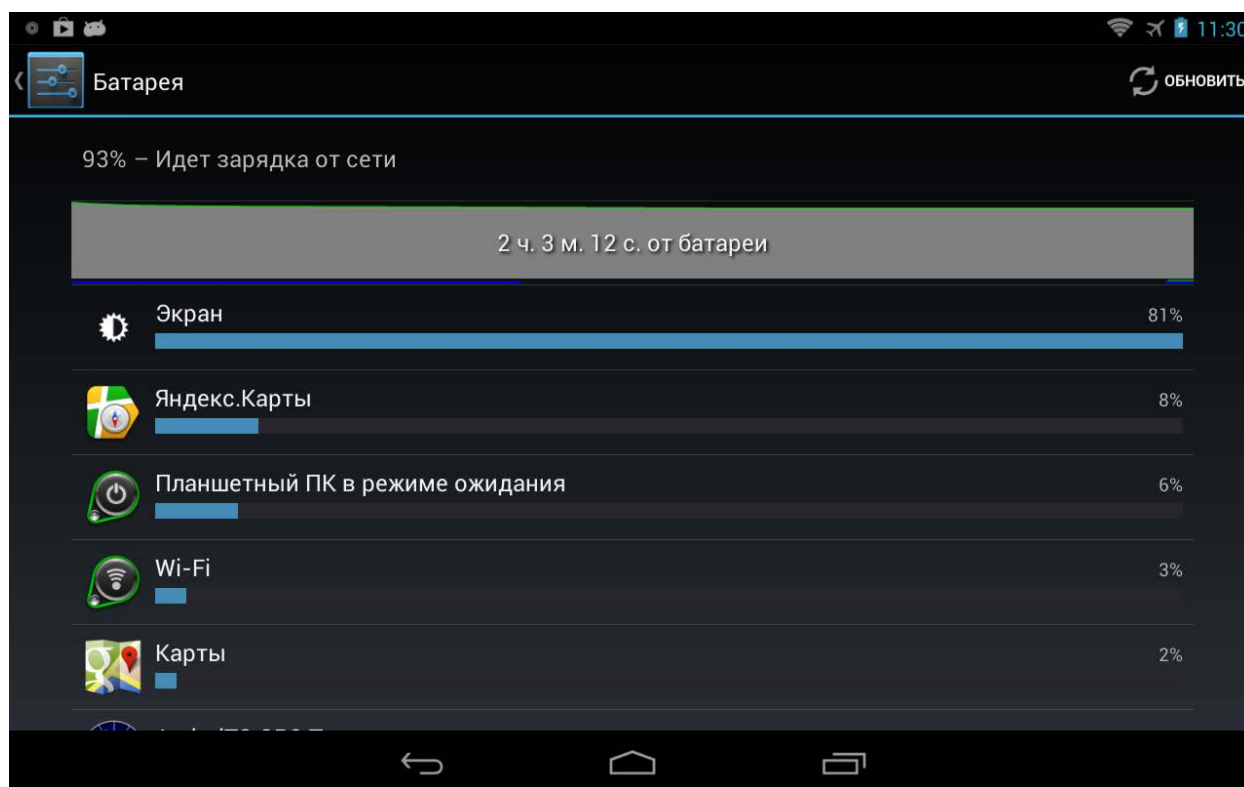 11:30
Батарея
ОБНОВИТЬ
93% – Идет зарядка от сети
2 ч. 3 м. 12 с. от батареи
Экран 81%
Яндекс.Карты 8%
Планшетный ПК в режиме ожидания 6%
Wi-Fi 3%
Карты 2%